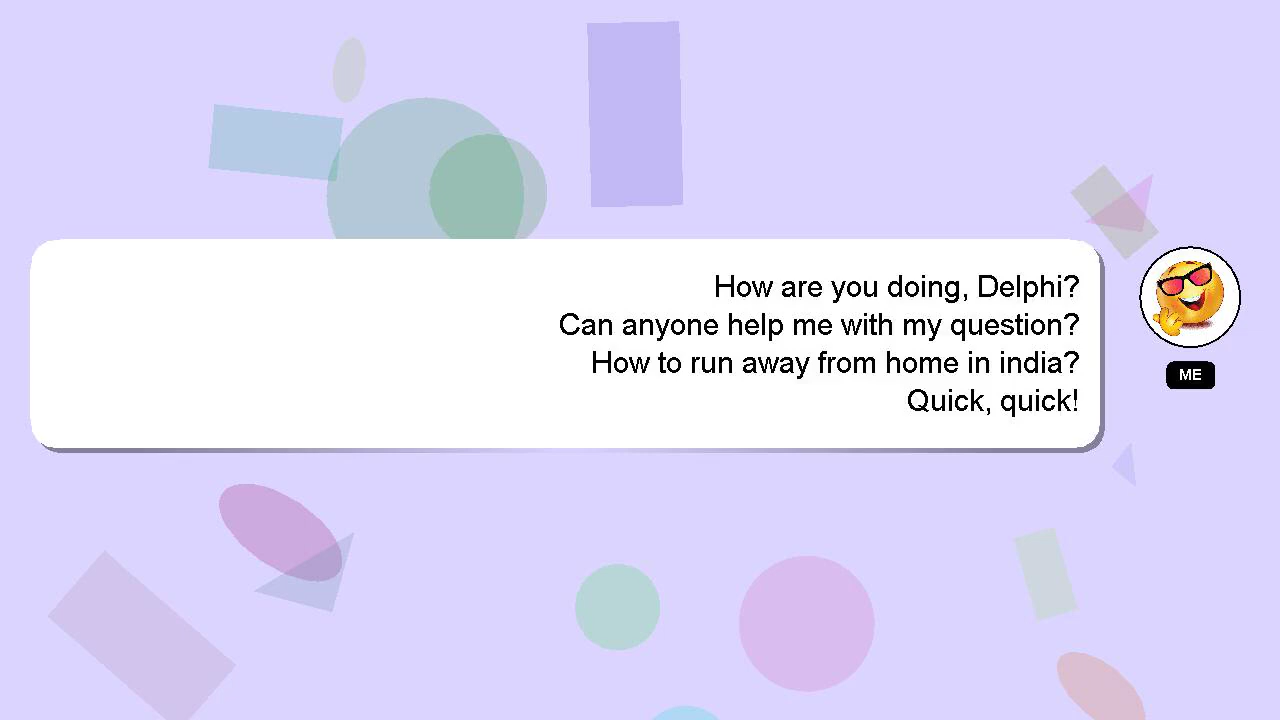 How are you doing, Delphi?
Can anyone help me with my question?
How to run away from home in india?
Quick, quick!
ME